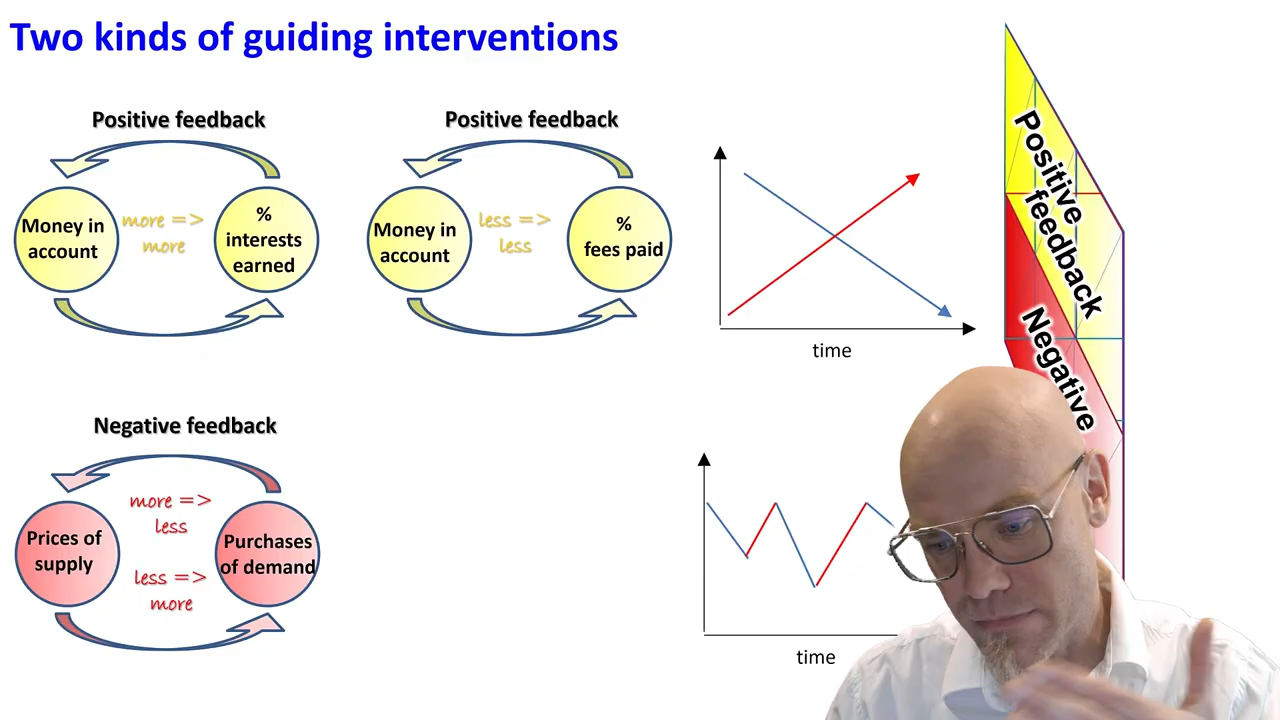 Two kinds of guiding interventions
Positive feedback
Money in
account
more =>
more
%
interests
earned
Positive feedback
Money in
account
less =>
less
%
fees paid
time
Positive
feedback
Negative
Negative feedback
Prices of
supply
more =>
less
less =>
more
Purchases
of demand
time